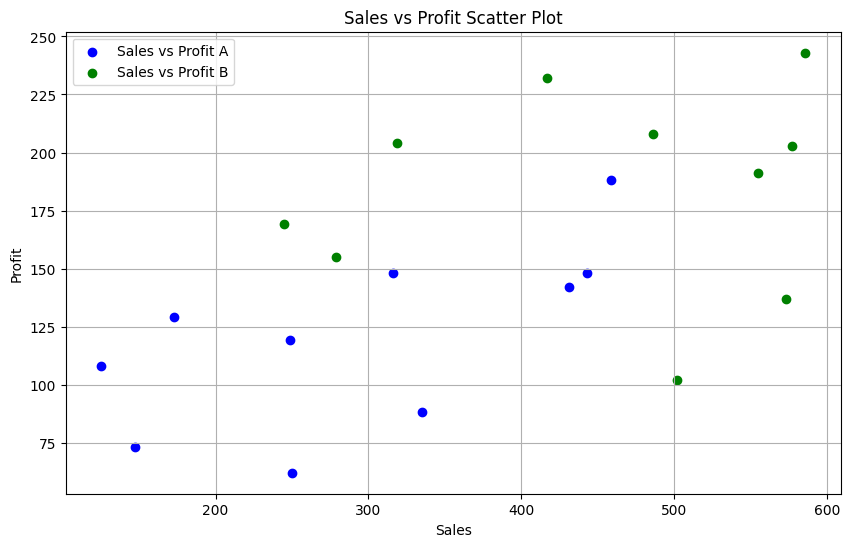 Sales vs Profit Scatter Plot
Sales vs Profit A
Sales vs Profit B
250
225
200
175
150
125
100
75
Profit
200 300 400 500 600
Sales